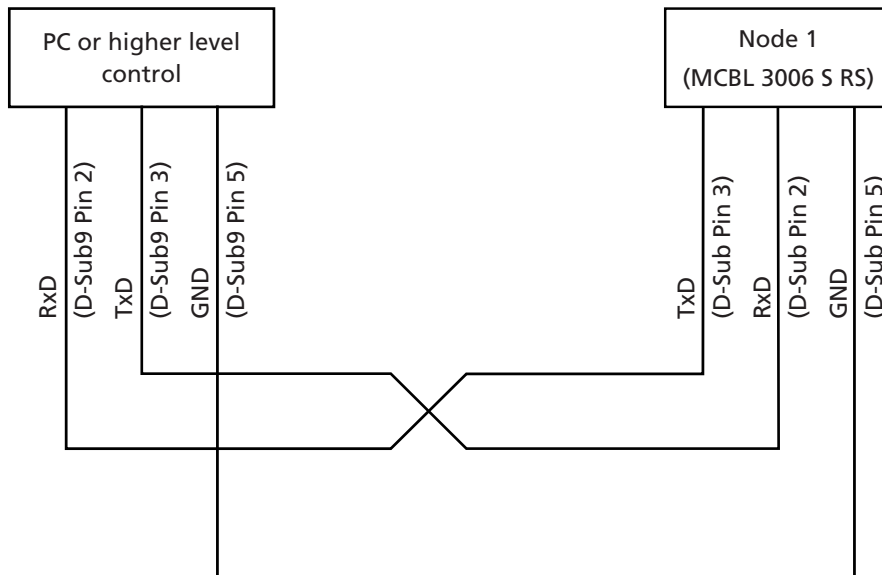 PC or higher level
control
Node 1
(MCBL 3006 S RS)
RxD
(D-Sub9 Pin 2)
TxD
(D-Sub9 Pin 3)
GND
(D-Sub9 Pin 5)
TxD
(D-Sub Pin 3)
RxD
(D-Sub Pin 2)
GND
(D-Sub Pin 5)